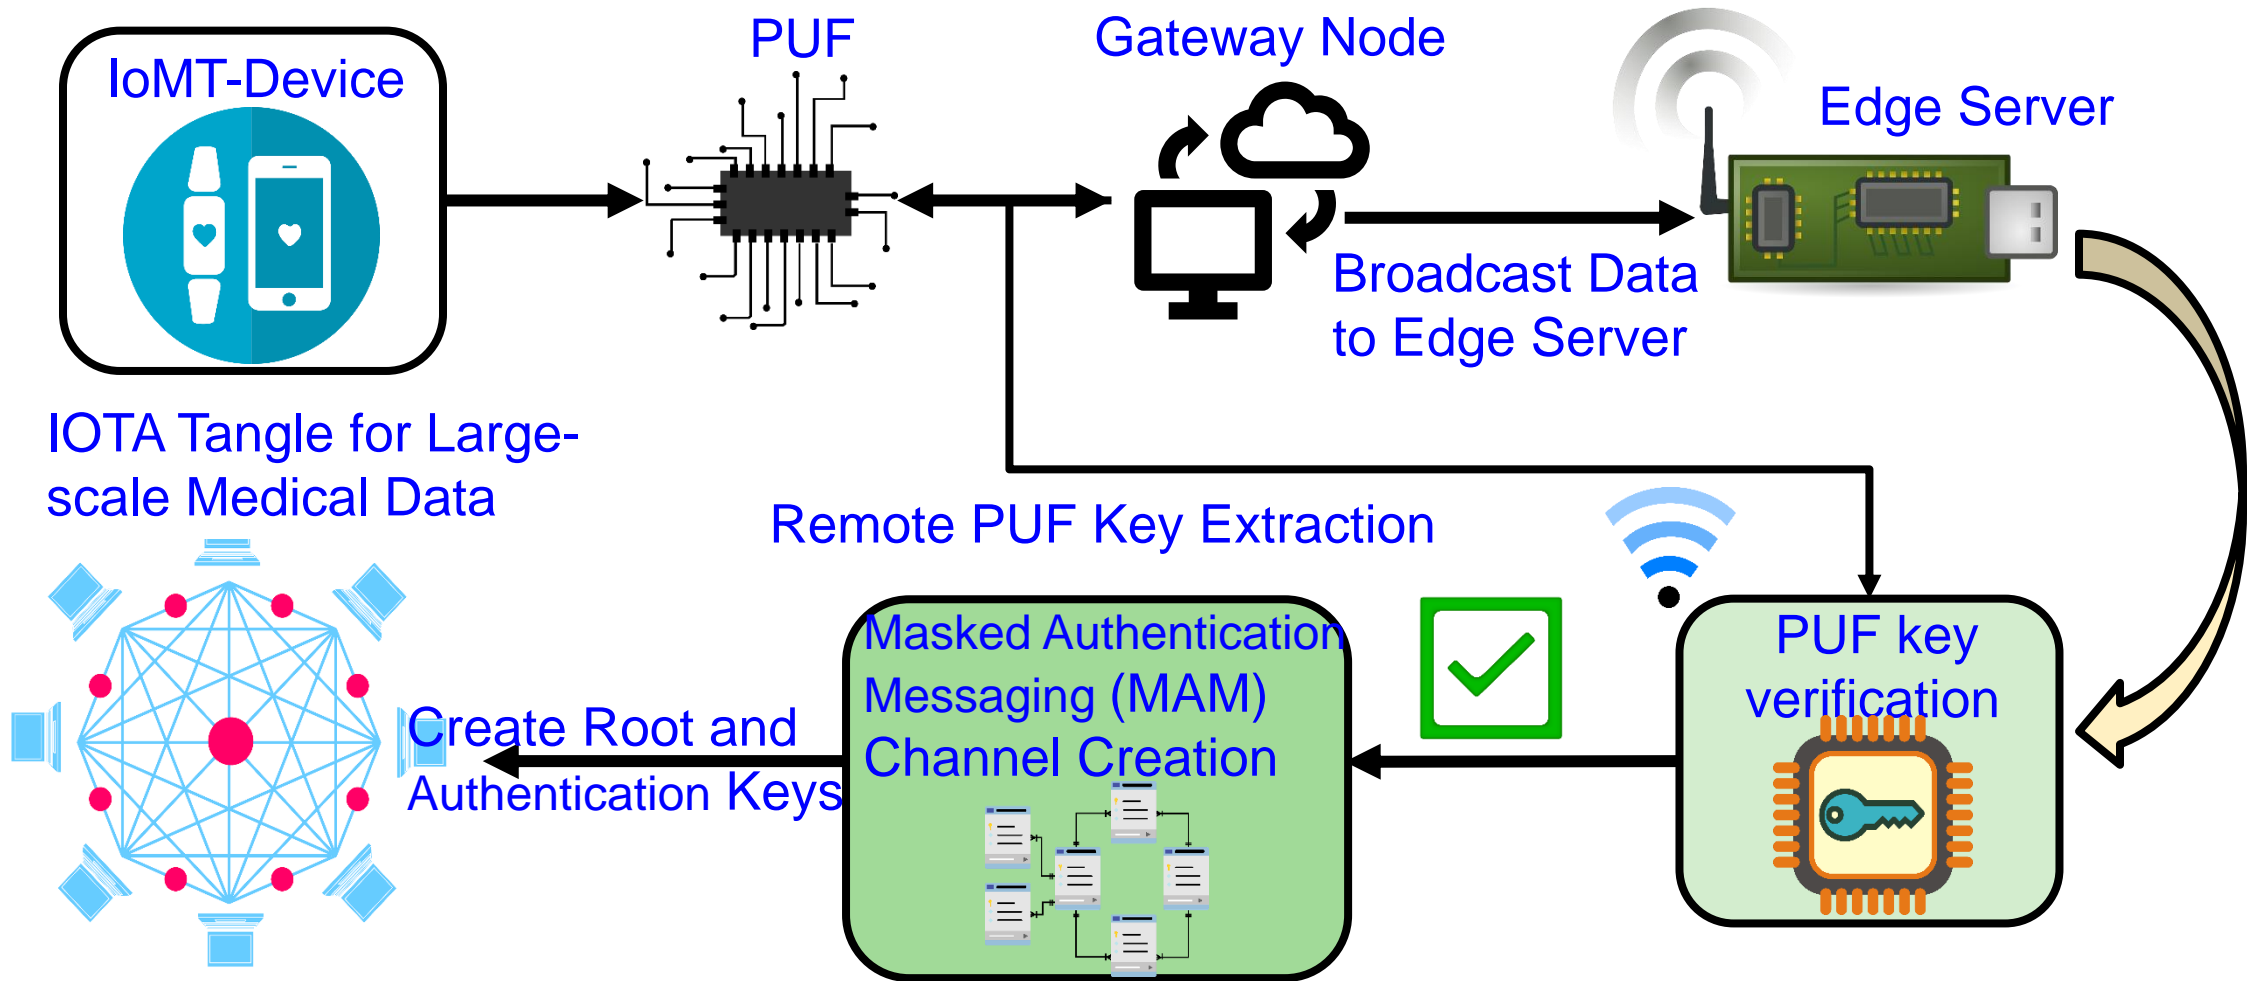 IoMT-Device
PUF
Gateway Node
Edge Server
Broadcast Data
to Edge Server
IOTA Tangle for Large-
scale Medical Data
Remote PUF Key Extraction
Masked Authentication
Messaging (MAM)
Channel Creation
PUF key
verification
Create Root and
Authentication Keys